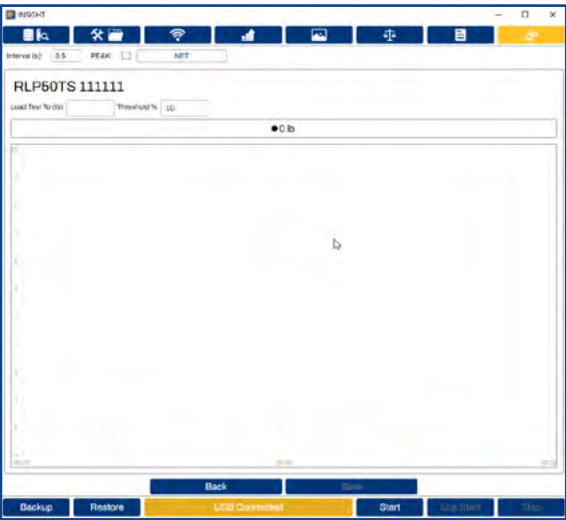 INSIGHT
Interval (s): 0.5 PEAK: NET
RLP50TS 111111
Load Test To (lb) Threshold % 10
0 lb
Back Save
Backup Restore USB Connected Start Log Start Stop